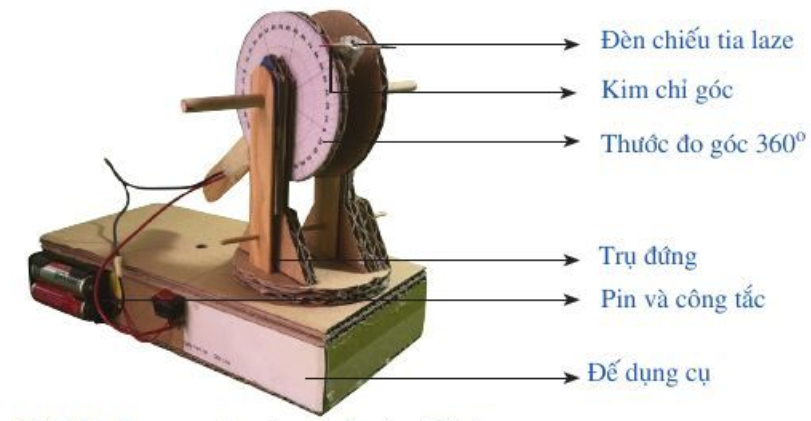 Đèn chiếu tia laze
Kim chỉ góc
Thước đo góc 360°
Trụ đứng
Pin và công tắc
Đế dụng cụ